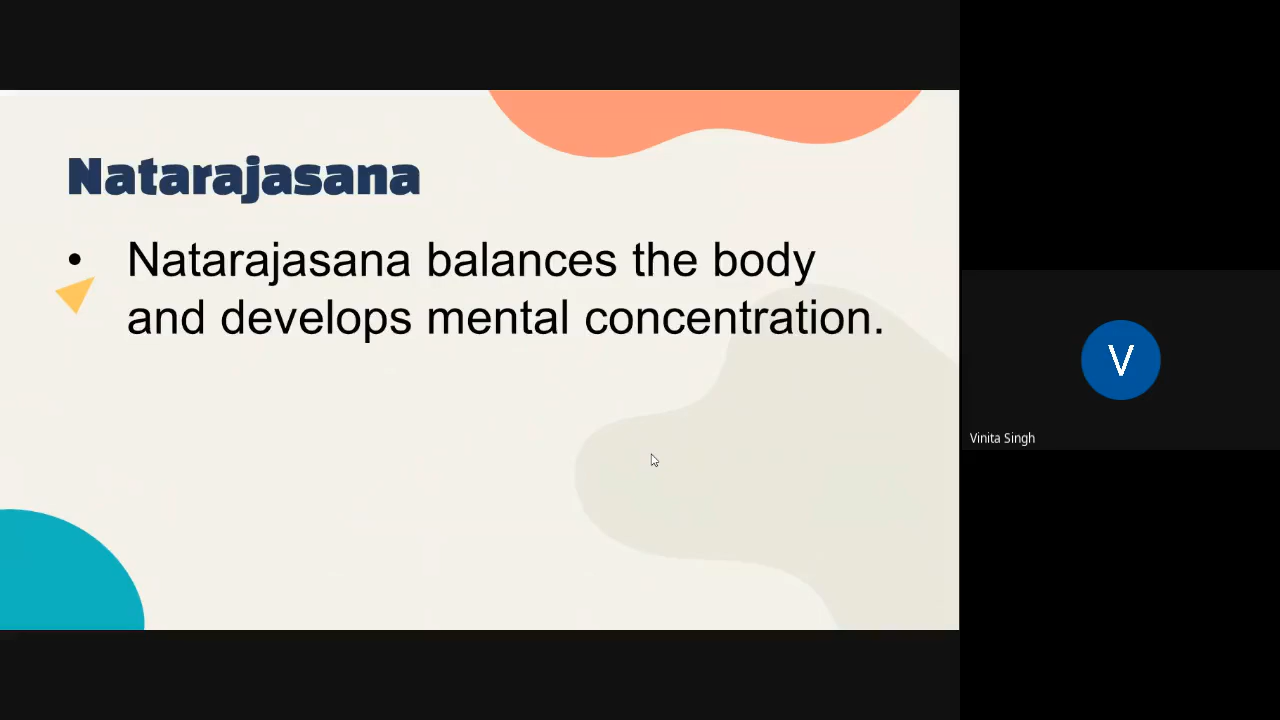 Natarajasana
• Natarajasana balances the body
and develops mental concentration.
V
Vinita Singh